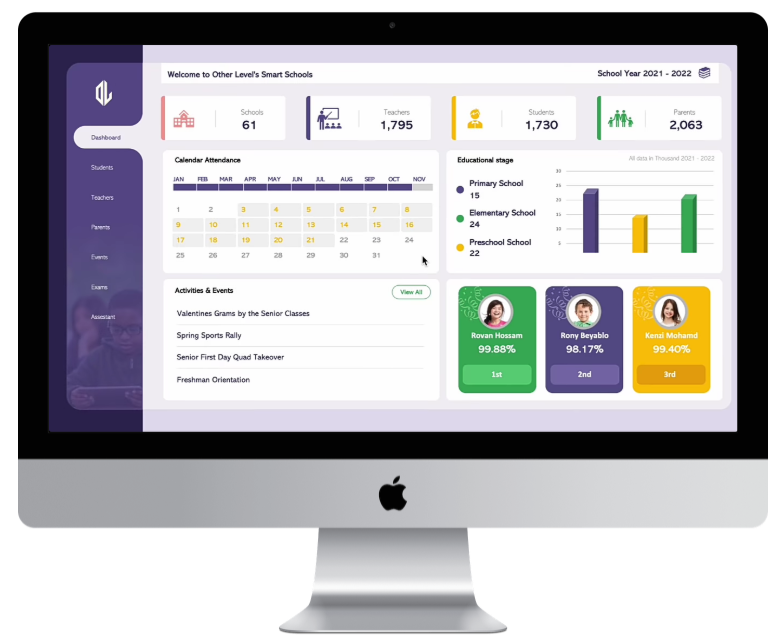 Welcome to Other Level's Smart Schools
School Year 2021 - 2022
Dashboard
Students
Teachers
Parents
Events
Exams
Assestant
Schools
61
Teachers
1,795
Students
1,730
Parents
2,063
Calendar Attendance
JAN FEB MAR APR MAY JUN JUL AUG SEP OCT NOV
1 2 3 4 5 6 7 8
9 10 11 12 13 14 15 16
17 18 19 20 21 22 23 24
25 26 27 28 29 30 31
Educational stage
All data in Thousand 2021 - 2022
Primary School
15
Elementary School
24
Preschool School
22
30
25
20
15
10
5
Activities & Events
View All
Valentines Grams by the Senior Classes
Spring Sports Rally
Senior First Day Quad Takeover
Freshman Orientation
Rovan Hossam
99.88%
1st
Rony Beyablo
98.17%
2nd
Kenzi Mohamd
99.40%
3rd